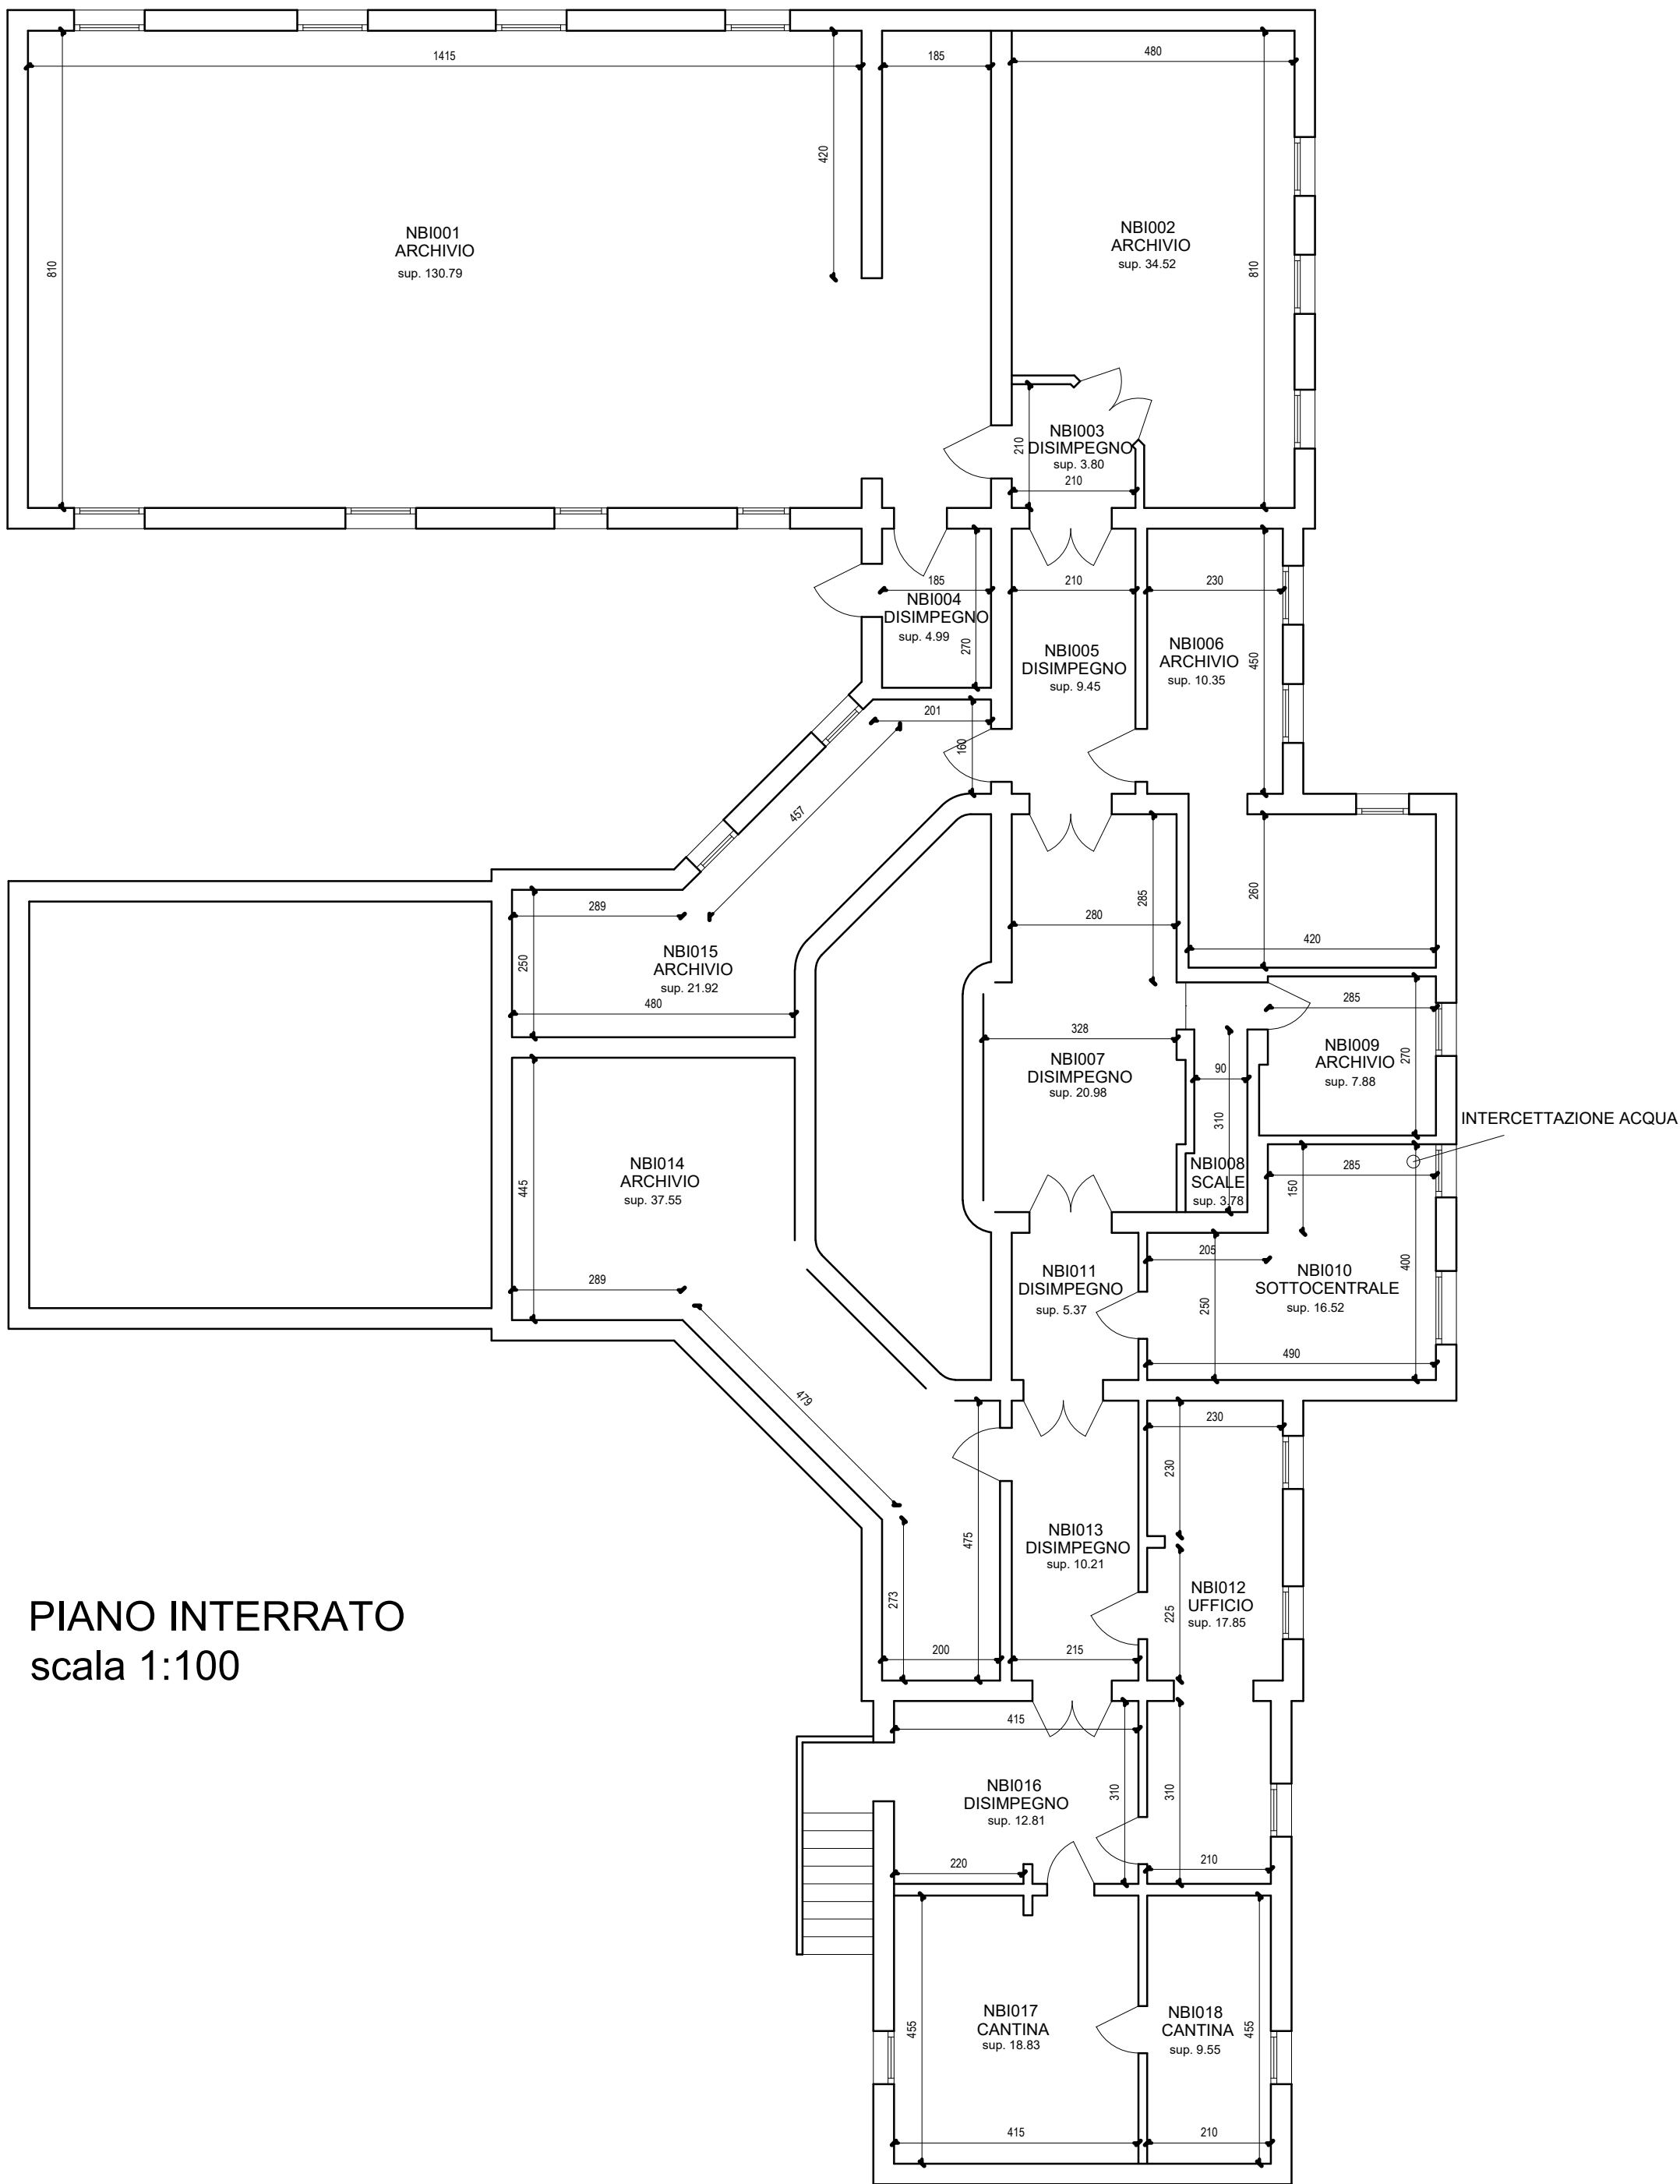 1415
185
480
420
810
NBI001
ARCHIVIO
sup. 130.79
NBI002
ARCHIVIO
sup. 34.52
810
210
NBI003
DISIMPEGNO
sup. 3.80
210
185
NBI004
DISIMPEGNO
sup. 4.99
270
210
NBI005
DISIMPEGNO
sup. 9.45
230
NBI006
ARCHIVIO
sup. 10.35
450
201
160
457
289
250
NBI015
ARCHIVIO
sup. 21.92
480
285
280
260
420
328
NBI007
DISIMPEGNO
sup. 20.98
90
310
285
NBI009
ARCHIVIO
sup. 7.88
270
INTERCETTAZIONE ACQUA
445
NBI014
ARCHIVIO
sup. 37.55
289
NBI008
SCALE
sup. 3.78
285
150
205
NBI010
SOTTOCENTRALE
sup. 16.52
400
250
490
NBI011
DISIMPEGNO
sup. 5.37
479
230
230
475
NBI013
DISIMPEGNO
sup. 10.21
273
225
NBI012
UFFICIO
sup. 17.85
200
215
PIANO INTERRATO
scala 1:100
415
NBI016
DISIMPEGNO
sup. 12.81
310
310
220
210
455
NBI017
CANTINA
sup. 18.83
NBI018
CANTINA
sup. 9.55
455
415
210